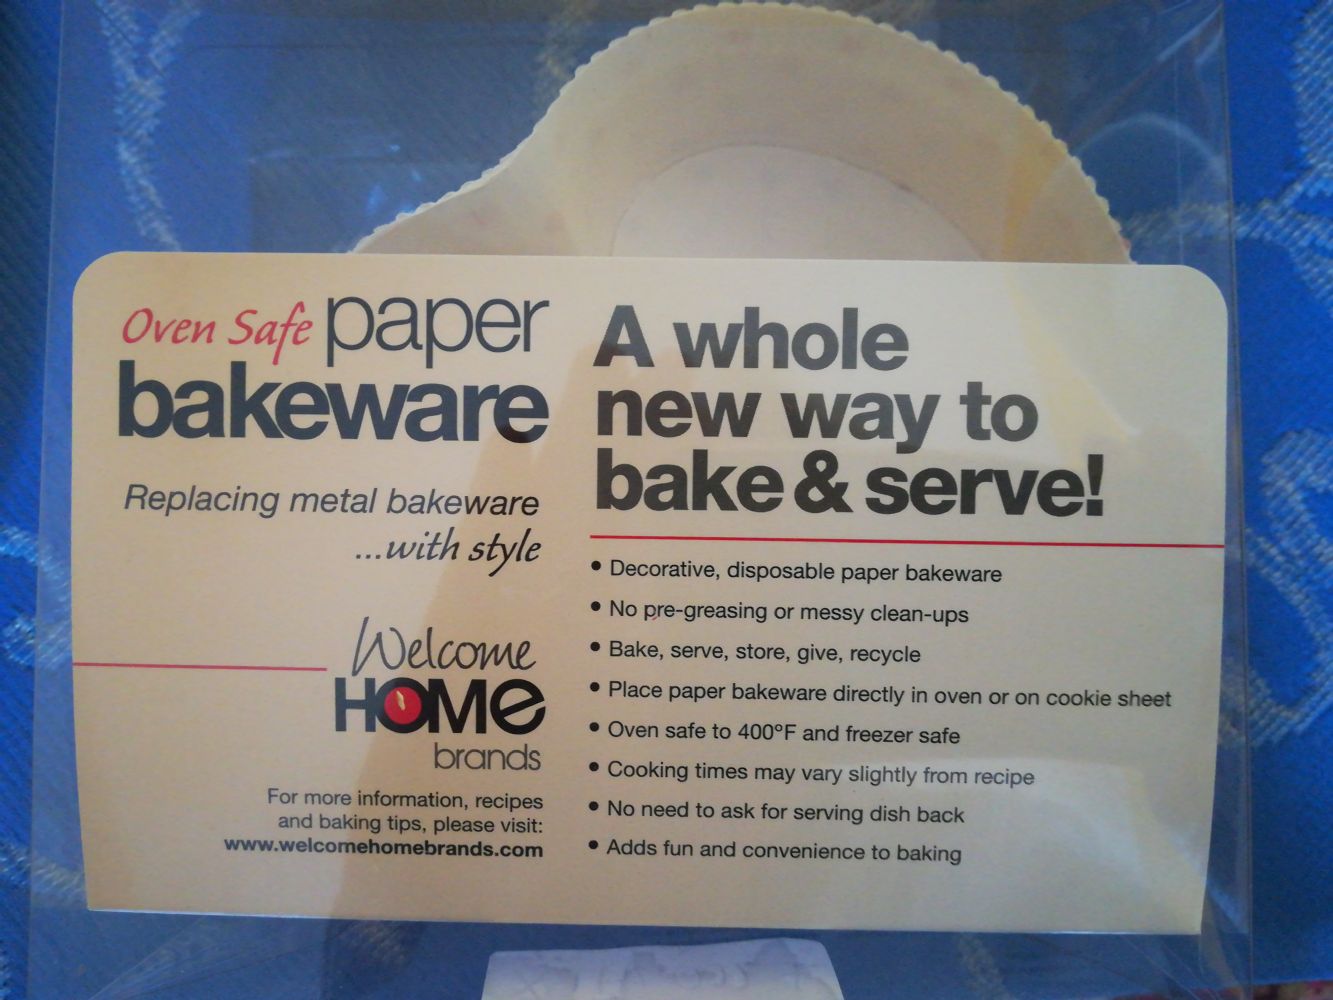 Oven Safe paper
bakeware
Replacing metal bakeware
...with style
Welcome
HOMe
brands
For more information, recipes
and baking tips, please visit:
www.welcomehomebrands.com
A whole
new way to
bake & serve!
• Decorative, disposable paper bakeware
• No pre-greasing or messy clean-ups
• Bake, serve, store, give, recycle
• Place paper bakeware directly in oven or on cookie sheet
• Oven safe to 400°F and freezer safe
• Cooking times may vary slightly from recipe
• No need to ask for serving dish back
• Adds fun and convenience to baking